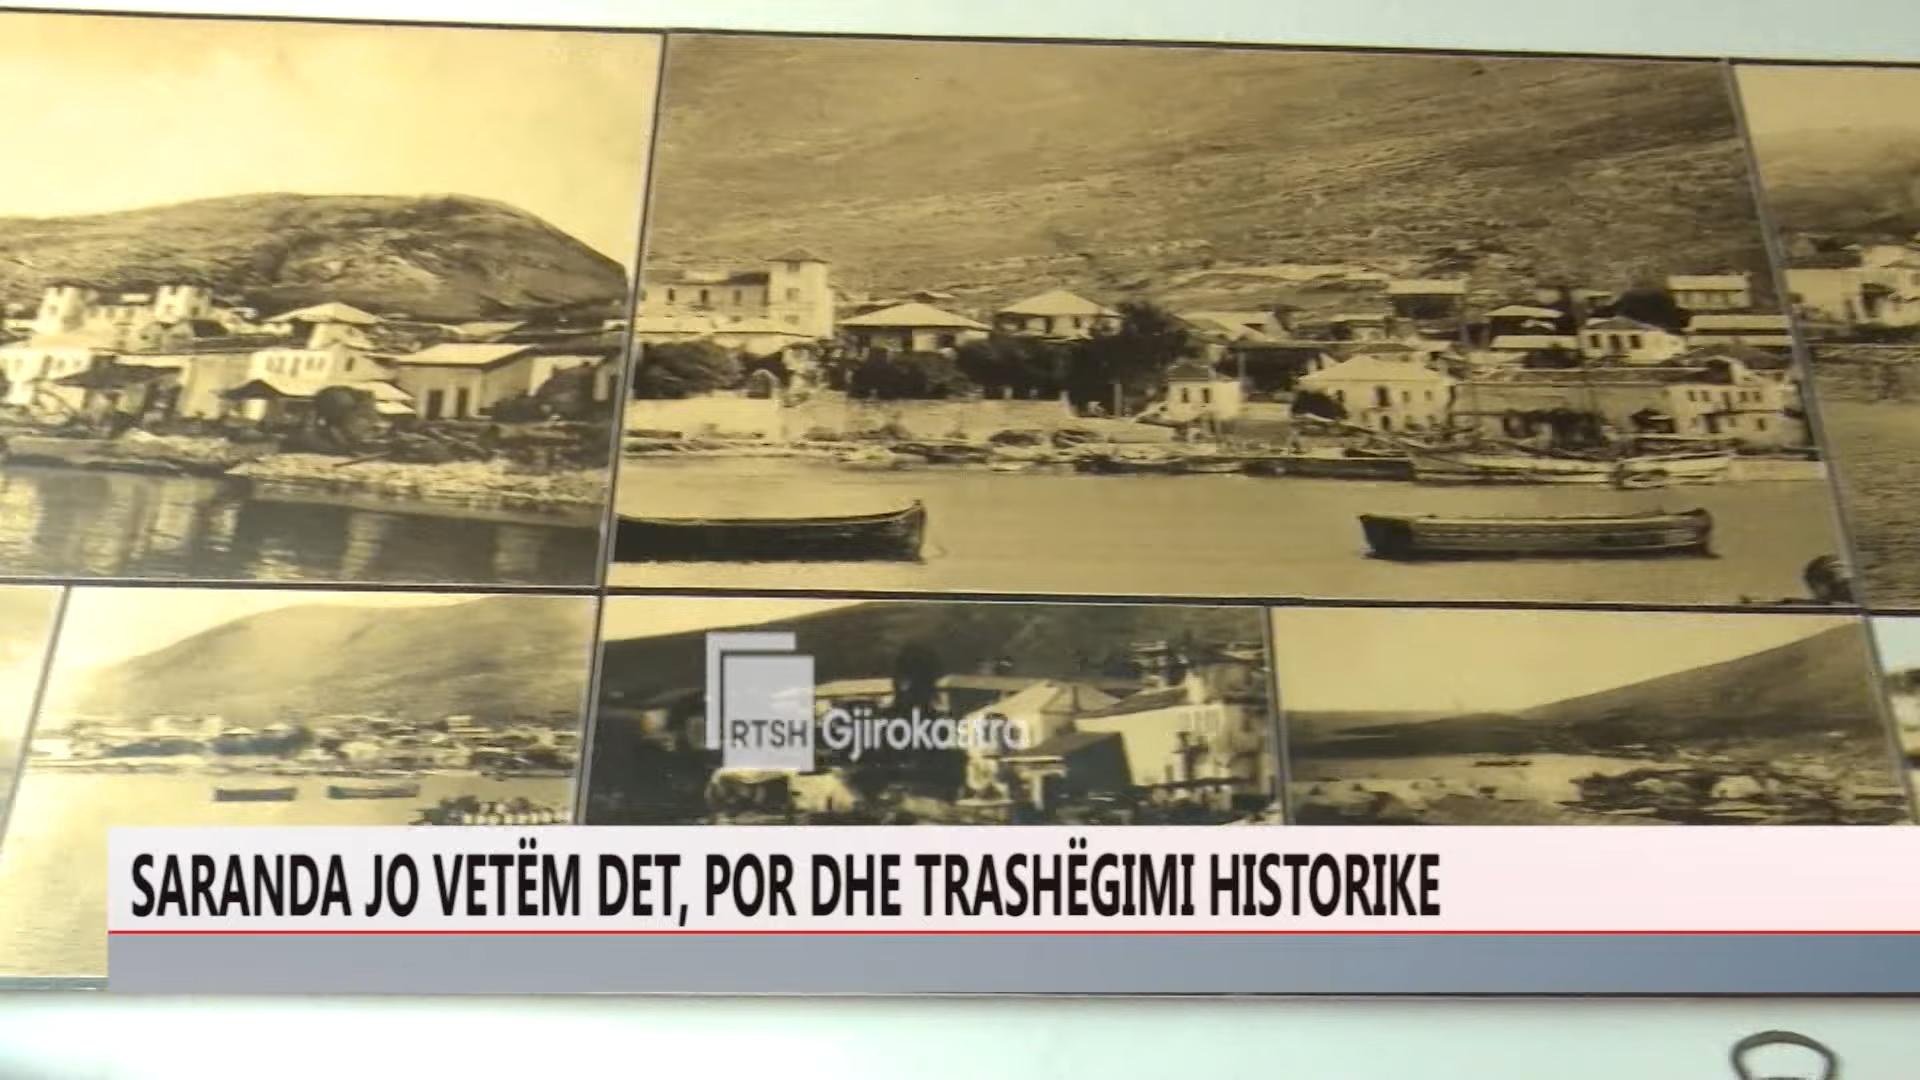 RTSH Gjirokastra
SARANDA JO VETËM DET, POR DHE TRASHËGIMI HISTORIKE